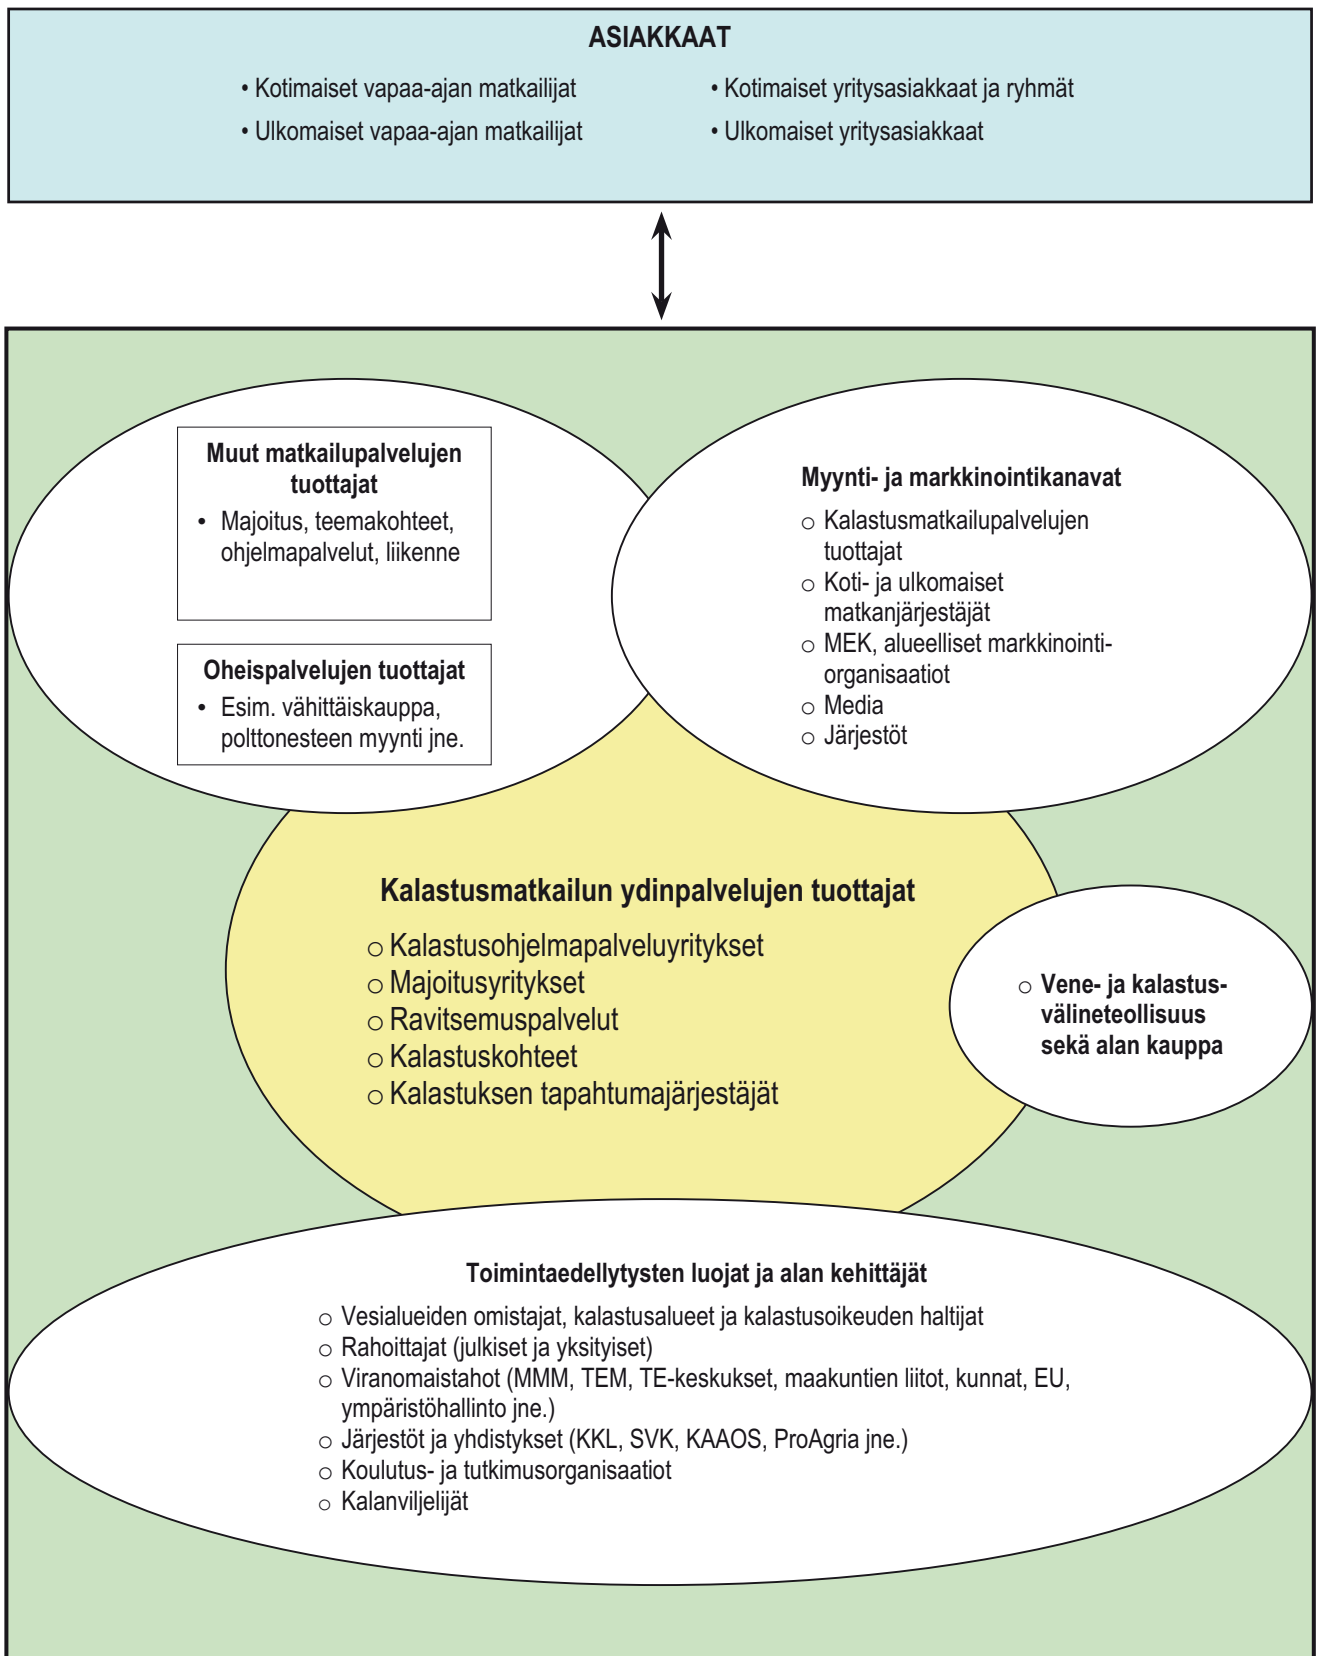 ASIAKKAAT
• Kotimaiset vapaa-ajan matkailijat
• Ulkomaiset vapaa-ajan matkailijat
• Kotimaiset yritysasiakkaat ja ryhmät
• Ulkomaiset yritysasiakkaat
Muut matkailupalvelujen
tuottajat
• Majoitus, teemakohteet,
ohjelmapalvelut, liikenne
Oheispalvelujen tuottajat
• Esim. vähittäiskauppa,
polttonesteen myynti jne.
Myynti- ja markkinointikanavat
○ Kalastusmatkailupalvelujen
tuottajat
○ Koti- ja ulkomaiset
matkanjärjestäjät
○ MEK, alueelliset markkinointi-
organisaatiot
○ Media
○ Järjestöt
Kalastusmatkailun ydinpalvelujen tuottajat
○ Kalastusohjelmapalveluyritykset
○ Majoitusyritykset
○ Ravitsemuspalvelut
○ Kalastuskohteet
○ Kalastuksen tapahtumajärjestäjät
○ Vene- ja kalastus-
välineteollisuus
sekä alan kauppa
Toimintaedellytysten luojat ja alan kehittäjät
○ Vesialueiden omistajat, kalastusalueet ja kalastusoikeuden haltijat
○ Rahoittajat (julkiset ja yksityiset)
○ Viranomaistahot (MMM, TEM, TE-keskukset, maakuntien liitot, kunnat, EU,
ympäristöhallinto jne.)
○ Järjestöt ja yhdistykset (KKL, SVK, KAAOS, ProAgria jne.)
○ Koulutus- ja tutkimusorganisaatiot
○ Kalanviljelijät